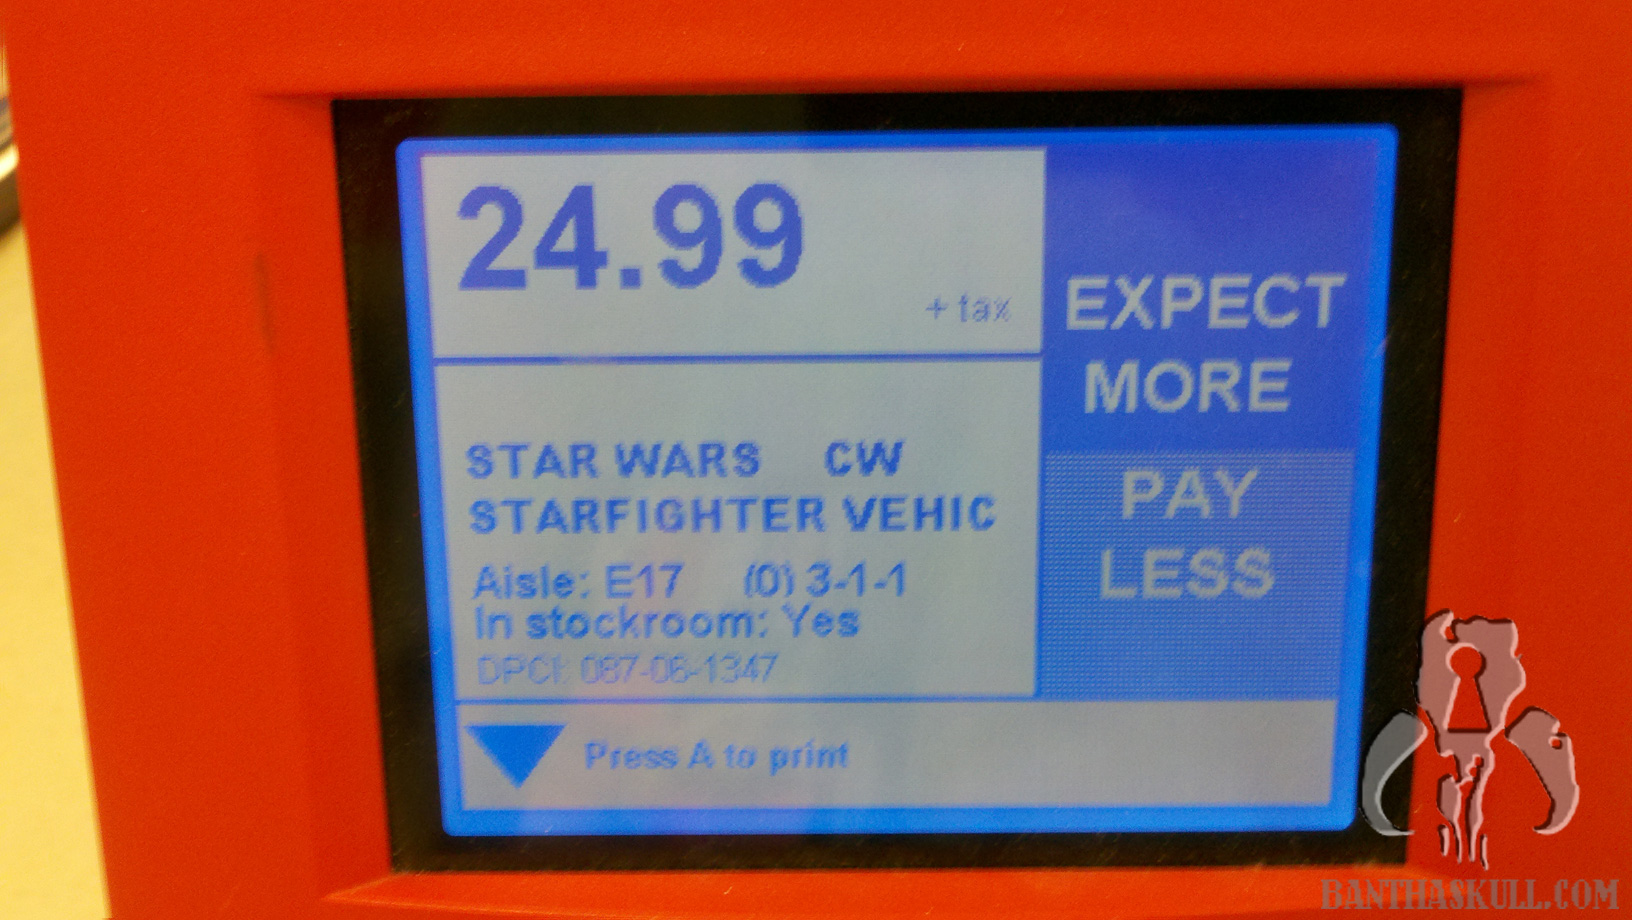 24.99
+ tax
STAR WARS CW
STARFIGHTER VEHIC
Aisle: E17 (0) 3-1-1
In stockroom: Yes
DPCI: 087-06-1347
Press A to print
EXPECT
MORE
PAY
LESS
BANTHASKULL.COM